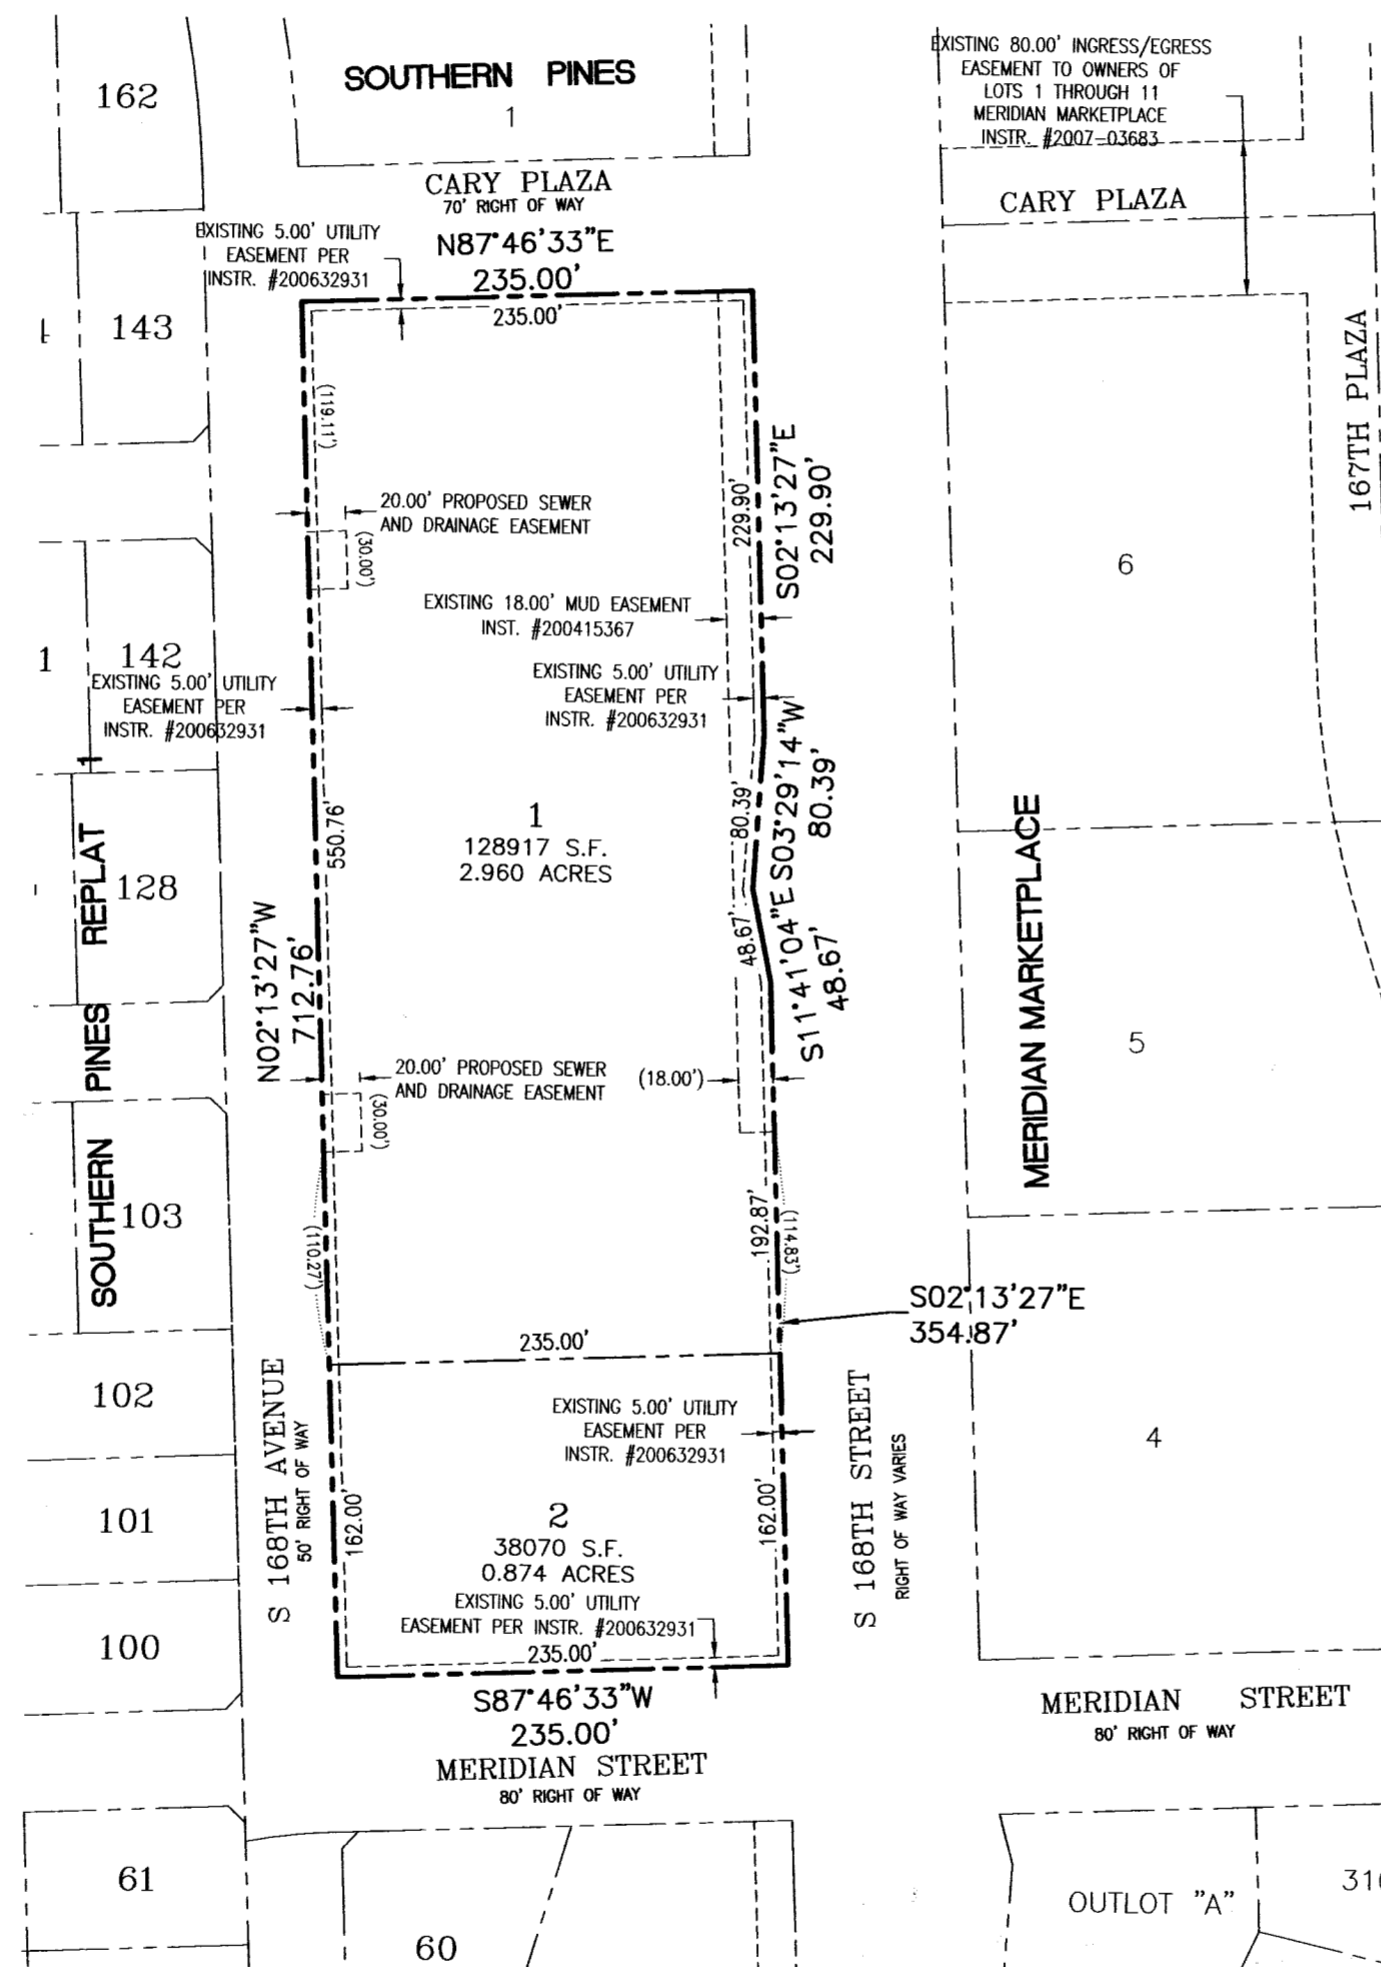 162
SOUTHERN PINES
1
EXISTING 80.00' INGRESS/EGRESS
EASEMENT TO OWNERS OF
LOTS 1 THROUGH 11
MERIDIAN MARKETPLACE
INSTR. #2007-03683
CARY PLAZA
70' RIGHT OF WAY
CARY PLAZA
EXISTING 5.00' UTILITY
EASEMENT PER
INSTR. #200632931
N87°46'33"E
235.00'
235.00'
143
167TH PLAZA
(119.11')
S02°13'27"E
229.90'
229.90'
20.00' PROPOSED SEWER
AND DRAINAGE EASEMENT
(30.00')
6
EXISTING 18.00' MUD EASEMENT
INST. #200415367
1
142
EXISTING 5.00' UTILITY
EASEMENT PER
INSTR. #200632931
EXISTING 5.00' UTILITY
EASEMENT PER
INSTR. #200632931
S03°29'14"W
80.39'
80.39'
550.76'
1
128917 S.F.
2.960 ACRES
128
SOUTHERN PINES REPLAT 1
N02°13'27"W
712.76'
48.67'
S11°41'04"E
48.67'
MERIDIAN MARKETPLACE
5
20.00' PROPOSED SEWER
AND DRAINAGE EASEMENT
(30.00')
(18.00')
103
(110.27')
192.87'
(114.83')
S02°13'27"E
354.87'
235.00'
102
S 168TH AVENUE
50' RIGHT OF WAY
EXISTING 5.00' UTILITY
EASEMENT PER
INSTR. #200632931
S 168TH STREET
RIGHT OF WAY VARIES
4
101
162.00'
2
38070 S.F.
0.874 ACRES
162.00'
EXISTING 5.00' UTILITY
EASEMENT PER INSTR. #200632931
235.00'
100
S87°46'33"W
235.00'
MERIDIAN STREET
80' RIGHT OF WAY
MERIDIAN STREET
80' RIGHT OF WAY
61
60
OUTLOT "A"